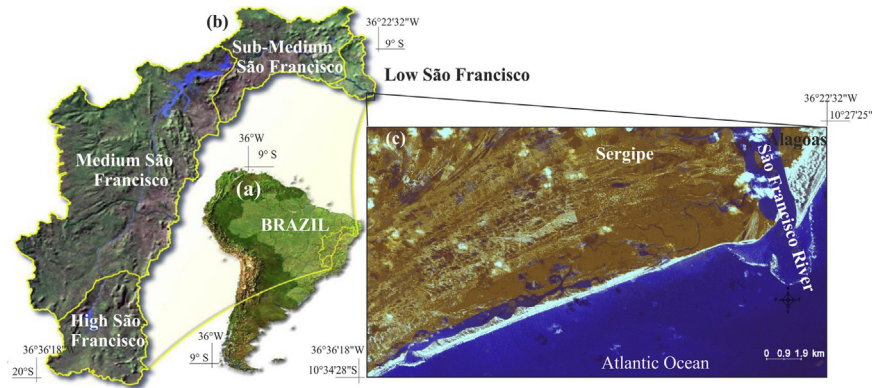 (b)
36°22'32"W
9° S
Sub-Medium
São Francisco
Low São Francisco
36°22'32"W
10°27'25"
Medium São
Francisco
36°W
9° S
(a)
BRAZIL
(c)
Sergipe
Alagoas
São Francisco River
High São
Francisco
36°36'18"W
20°S
36°W
9° S
36°36'18"W
10°34'28"S
Atlantic Ocean
0 0.9 1,9 km